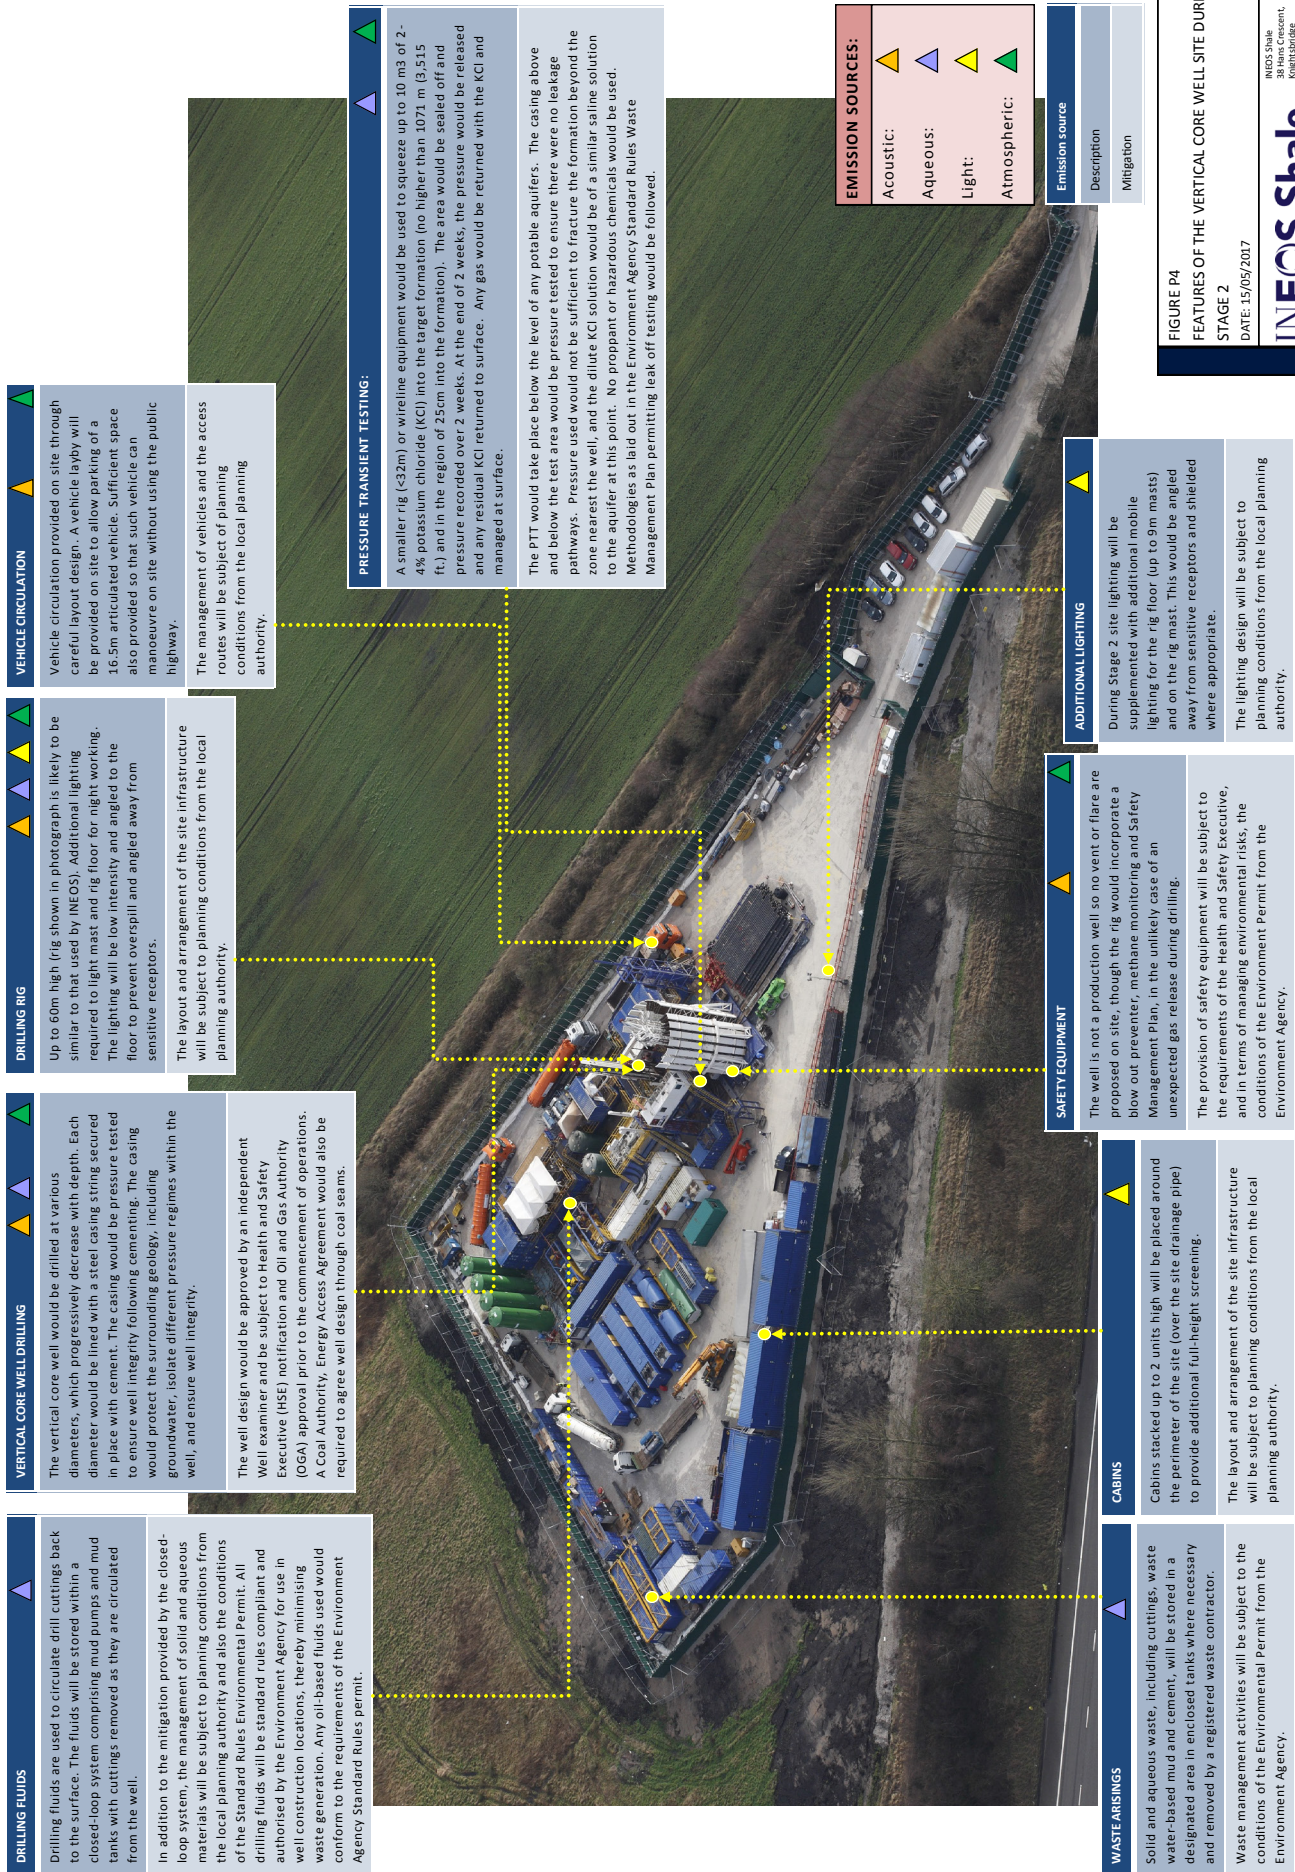 DRILLING FLUIDS
Drilling fluids are used to circulate drill cuttings back
to the surface. The fluids will be stored within a
closed-loop system comprising mud pumps and mud
tanks with cuttings removed as they are circulated
from the well.
In addition to the mitigation provided by the closed-
loop system, the management of solid and aqueous
materials will be subject to planning conditions from
the local planning authority and also the conditions
of the Standard Rules Environmental Permit. All
drilling fluids will be standard rules compliant and
authorised by the Environment Agency for use in
well construction locations, thereby minimising
waste generation. Any oil-based fluids used would
conform to the requirements of the Environment
Agency Standard Rules permit.
VERTICAL CORE WELL DRILLING
The vertical core well would be drilled at various
diameters, which progressively decrease with depth. Each
diameter would be lined with a steel casing string secured
in place with cement. The casing would be pressure tested
to ensure well integrity following cementing. The casing
would protect the surrounding geology, including
groundwater, isolate different pressure regimes within the
well, and ensure well integrity.
The well design would be approved by an independent
Well examiner and be subject to Health and Safety
Executive (HSE) notification and Oil and Gas Authority
(OGA) approval prior to the commencement of operations.
A Coal Authority, Energy Access Agreement would also be
required to agree well design through coal seams.
DRILLING RIG
Up to 60m high (rig shown in photograph is likely to be
similar to that used by INEOS). Additional lighting
required to light mast and rig floor for night working.
The lighting will be low intensity and angled to the
floor to prevent overspill and angled away from
sensitive receptors.
The layout and arrangement of the site infrastructure
will be subject to planning conditions from the local
planning authority.
VEHICLE CIRCULATION
Vehicle circulation provided on site through
careful layout design. A vehicle layby will
be provided on site to allow parking of a
16.5m articulated vehicle. Sufficient space
also provided so that such vehicle can
manoeuvre on site without using the public
highway.
The management of vehicles and the access
routes will be subject of planning
conditions from the local planning
authority.
PRESSURE TRANSIENT TESTING:
A smaller rig (<32m) or wireline equipment would be used to squeeze up to 10 m3 of 2-
4% potassium chloride (KCl) into the target formation (no higher than 1071 m (3,515
ft.) and in the region of 25cm into the formation). The area would be sealed off and
pressure recorded over 2 weeks. At the end of 2 weeks, the pressure would be released
and any residual KCl returned to surface. Any gas would be returned with the KCl and
managed at surface.
The PTT would take place below the level of any potable aquifers. The casing above
and below the test area would be pressure tested to ensure there were no leakage
pathways. Pressure used would not be sufficient to fracture the formation beyond the
zone nearest the well, and the dilute KCl solution would be of a similar saline solution
to the aquifer at this point. No proppant or hazardous chemicals would be used.
Methodologies as laid out in the Environment Agency Standard Rules Waste
Management Plan permitting leak off testing would be followed.
WASTE ARISINGS
Solid and aqueous waste, including cuttings, waste
water-based mud and cement, will be stored in a
designated area in enclosed tanks where necessary
and removed by a registered waste contractor.
Waste management activities will be subject to the
conditions of the Environmental Permit from the
Environment Agency.
CABINS
Cabins stacked up to 2 units high will be placed around
the perimeter of the site (over the site drainage pipe)
to provide additional full-height screening.
The layout and arrangement of the site infrastructure
will be subject to planning conditions from the local
planning authority.
SAFETY EQUIPMENT
The well is not a production well so no vent or flare are
proposed on site, though the rig would incorporate a
blow out preventer, methane monitoring and Safety
Management Plan, in the unlikely case of an
unexpected gas release during drilling.
The provision of safety equipment will be subject to
the requirements of the Health and Safety Executive,
and in terms of managing environmental risks, the
conditions of the Environment Permit from the
Environment Agency.
ADDITIONAL LIGHTING
During Stage 2 site lighting will be
supplemented with additional mobile
lighting for the rig floor (up to 9m masts)
and on the rig mast. This would be angled
away from sensitive receptors and shielded
where appropriate.
The lighting design will be subject to
planning conditions from the local planning
authority.
EMISSION SOURCES:
Acoustic:
Aqueous:
Light:
Atmospheric:
Emission source
Description
Mitigation
FIGURE P4
FEATURES OF THE VERTICAL CORE WELL SITE DURI
STAGE 2
DATE: 15/05/2017
INEOS Shale
INEOS Shale
38 Hans Crescent,
Knightsbridge